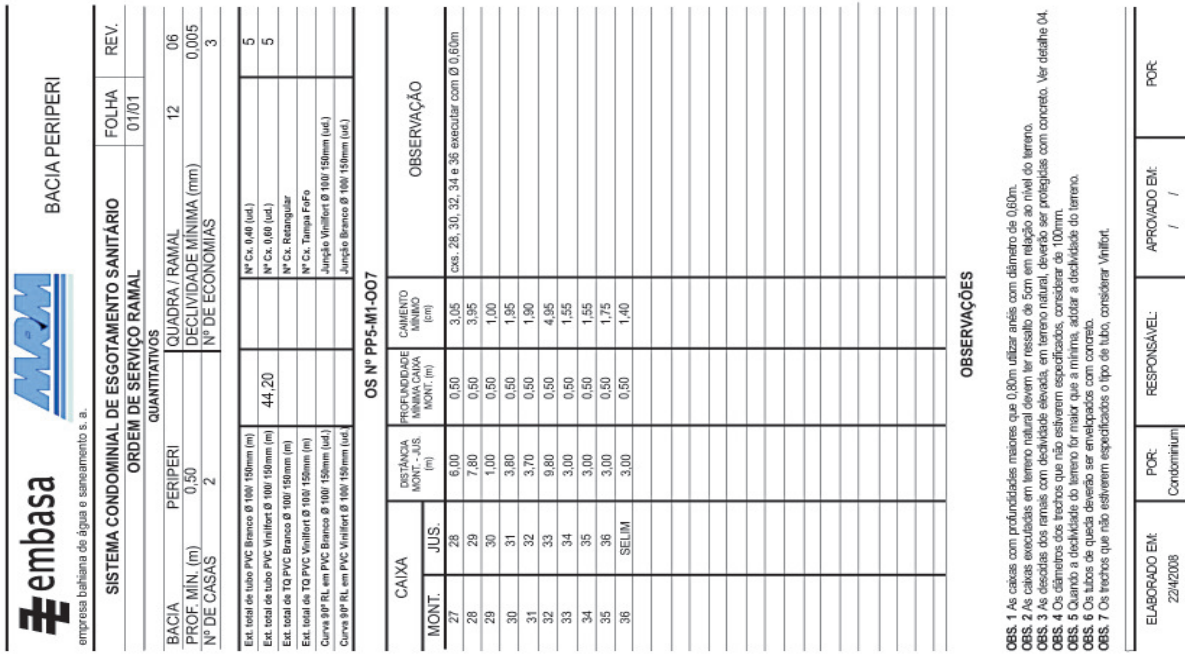 embasa MRM BACIA PERIPERI
empresa bahiana de água e saneamento s. a.
SISTEMA CONDOMINIAL DE ESGOTAMENTO SANITÁRIO FOLHA REV.
ORDEM DE SERVIÇO RAMAL 01/01
QUANTITATIVOS
BACIA PERIPERI QUADRA / RAMAL 12 06
PROF. MÍN. (m) 0,50 DECLIVIDADE MÍNIMA (mm) 0,005
Nº DE CASAS 2 Nº DE ECONOMIAS 3
Ext. total de tubo PVC Branco Ø 100/ 150mm (m) Nº Cx. 0,40 (ud.) 5
Ext. total de tubo PVC Vinilfort Ø 100/ 150mm (m) 44,20 Nº Cx. 0,60 (ud.) 5
Ext. total de TQ PVC Branco Ø 100/ 150mm (m) Nº Cx. Retangular
Ext. total de TQ PVC Vinilfort Ø 100/ 150mm (m) Nº Cx. Tampa FoFo
Curva 90º RL em PVC Branco Ø 100/ 150mm (ud.) Junção Vinilfort Ø 100/ 150mm (ud.)
Curva 90º RL em PVC Vinilfort Ø 100/ 150mm (ud.) Junção Branco Ø 100/ 150mm (ud.)
OS Nº PP5-M1-OO7
CAIXA DISTÂNCIA MONT. - JUS. (m) PROFUNDIDADE MÍNIMA CAIXA MONT. (m) CAIMENTO MÍNIMO (cm) OBSERVAÇÃO
MONT. JUS.
27 28 6,00 0,50 3,05 cxs. 28, 30, 32, 34 e 36 executar com Ø 0,60m
28 29 7,80 0,50 3,95
29 30 1,00 0,50 1,00
30 31 3,80 0,50 1,95
31 32 3,70 0,50 1,90
32 33 9,80 0,50 4,95
33 34 3,00 0,50 1,55
34 35 3,00 0,50 1,55
35 36 3,00 0,50 1,75
36 SELIM 3,00 0,50 1,40
OBSERVAÇÕES
OBS. 1 As caixas com profundidades maiores que 0,80m utilizar anéis com diâmetro de 0,60m.
OBS. 2 As caixas executadas em terreno natural devem ter ressalto de 5cm em relação ao nível do terreno.
OBS. 3 As descidas dos ramais com declividade elevada, em terreno natural, deverão ser protegidas com concreto. Ver detalhe 04.
OBS. 4 Os diâmetros dos trechos que não estiverem especificados, considerar de 100mm.
OBS. 5 Quando a declividade do terreno for maior que a mínima, adotar a declividade do terreno.
OBS. 6 Os tubos de queda deverão ser envelopados com concreto.
OBS. 7 Os trechos que não estiverem especificados o tipo de tubo, considerar Vinilfort.
ELABORADO EM: POR: RESPONSÁVEL: APROVADO EM: POR:
22/4/2008 Condominium / /